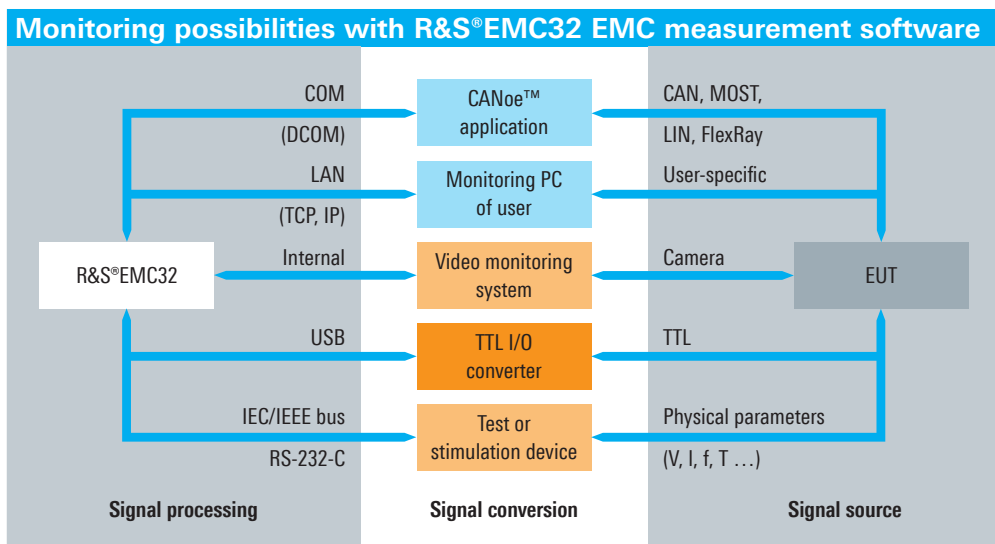 Monitoring possibilities with R&S®EMC32 EMC measurement software
COM
(DCOM)
CANoe™
application
CAN, MOST,
LIN, FlexRay
LAN
(TCP, IP)
Monitoring PC
of user
User-specific
R&S®EMC32
Internal
Video monitoring
system
Camera
EUT
USB
TTL I/O
converter
TTL
IEC/IEEE bus
RS-232-C
Test or
stimulation device
Physical parameters
(V, I, f, T …)
Signal processing
Signal conversion
Signal source